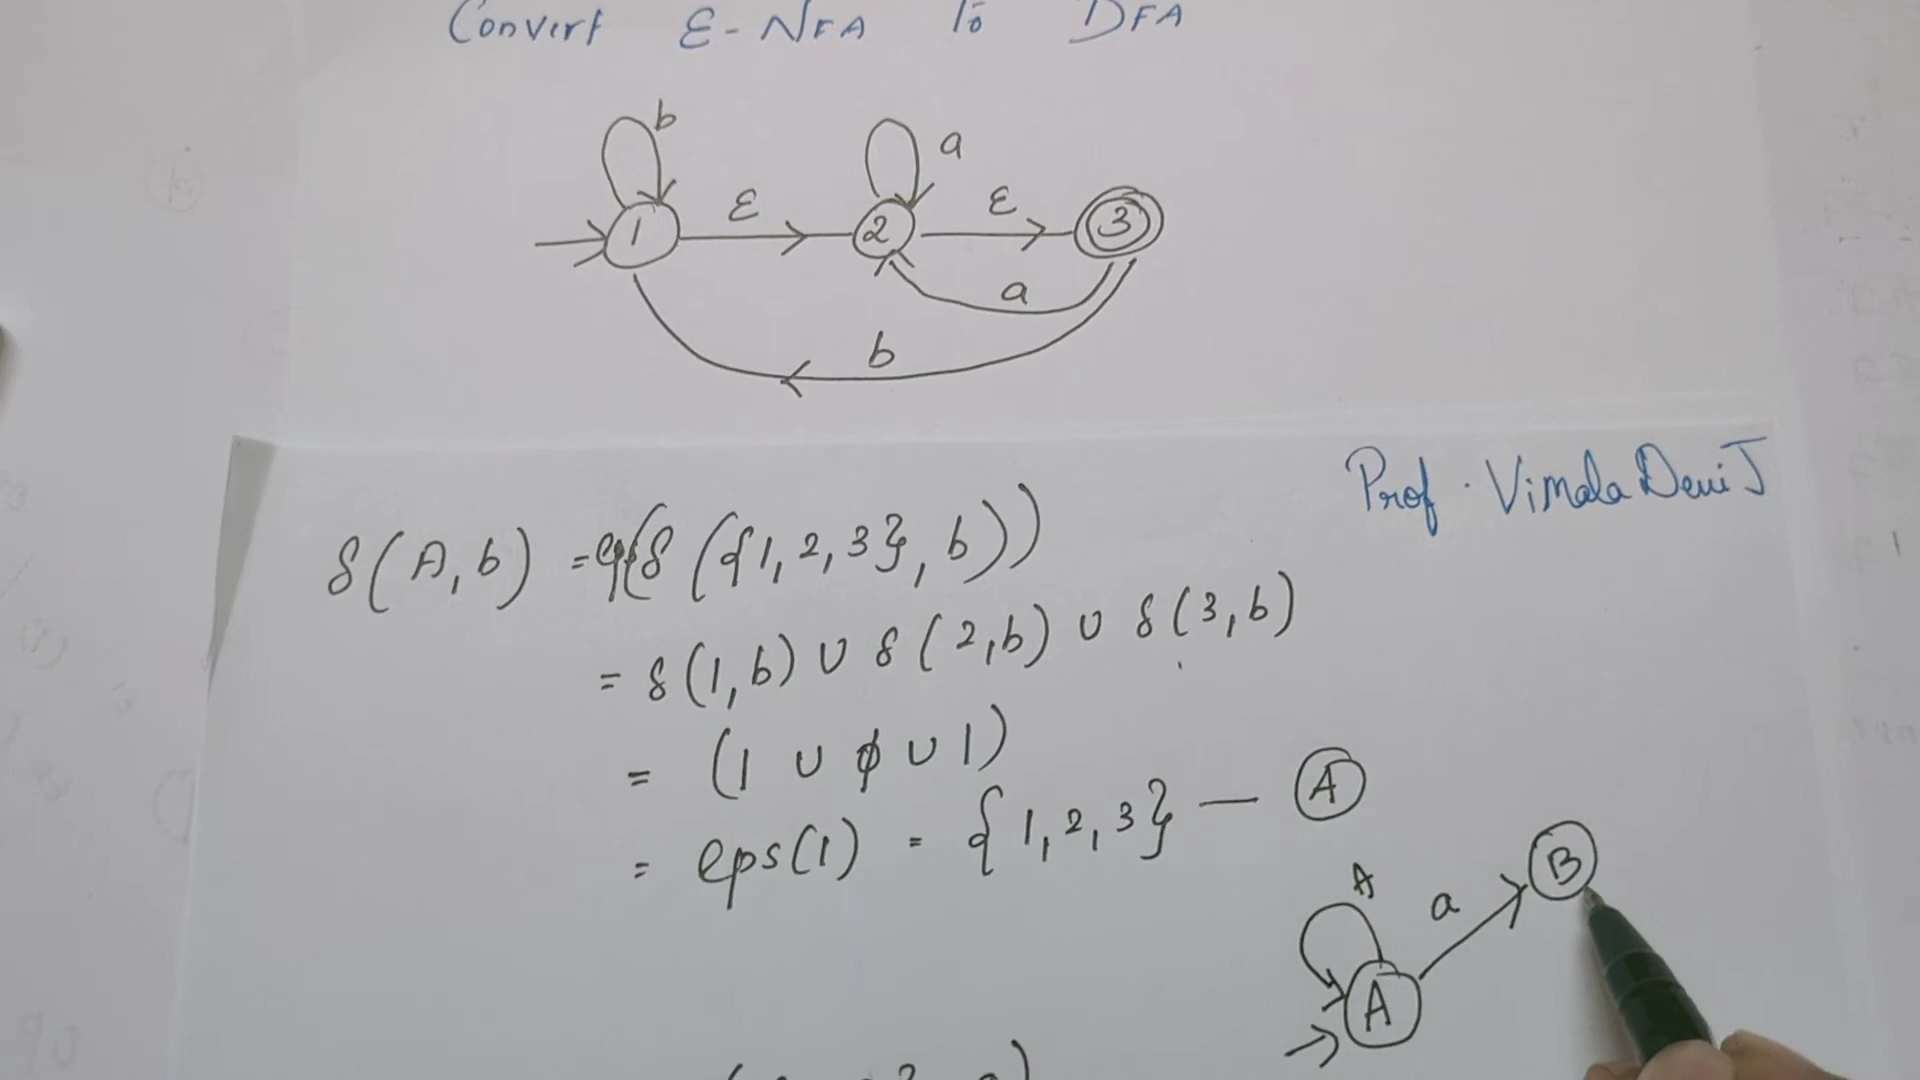 Convert ε-NFA To DFA
b
a
ε
ε
1
2
3
a
b
Prof. Vimala Devi J
δ(A,b) = eps(δ({1,2,3},b))
= δ(1,b) ∪ δ(2,b) ∪ δ(3,b)
= (1 ∪ ϕ ∪ 1)
= eps(1) = {1,2,3} — A
A
a
B
A